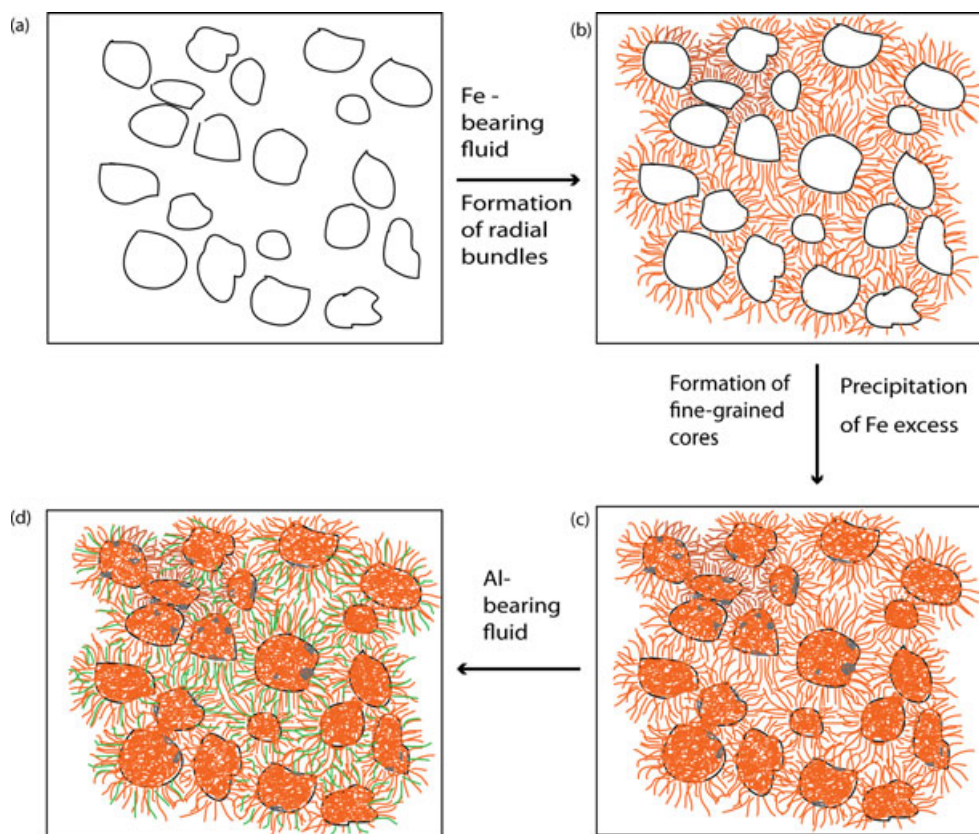 (a)
Fe -
bearing
fluid
Formation
of radial
bundles
(b)
Formation of
fine-grained
cores
Precipitation
of Fe excess
(d)
Al-
bearing
fluid
(c)